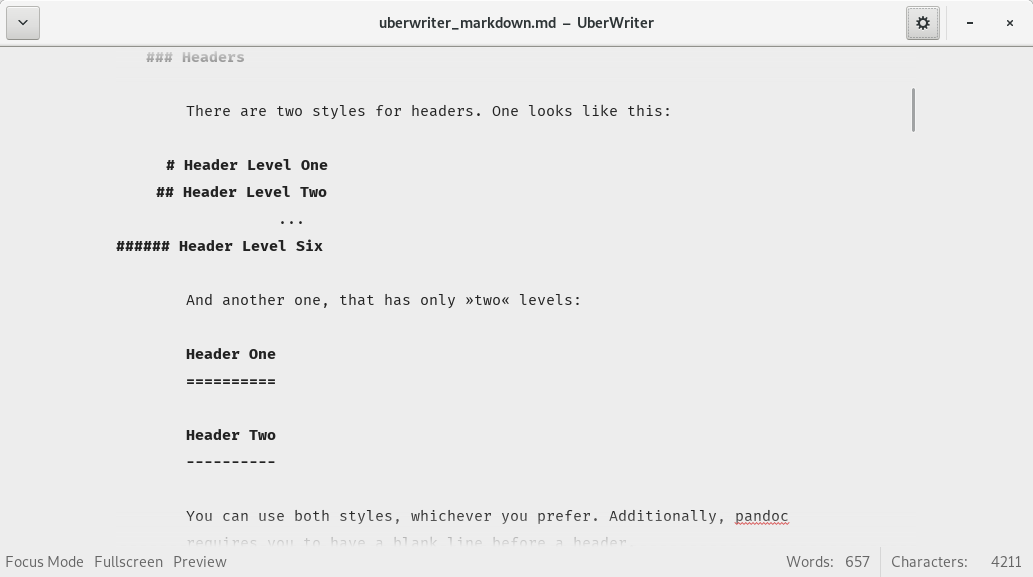 uberwriter_markdown.md – UberWriter
### Headers
There are two styles for headers. One looks like this:
# Header Level One
## Header Level Two
...
###### Header Level Six
And another one, that has only »two« levels:
Header One
==========
Header Two
----------
You can use both styles, whichever you prefer. Additionally, pandoc
requires you to have a blank line before a header
Focus Mode Fullscreen Preview Words: 657 Characters: 4211